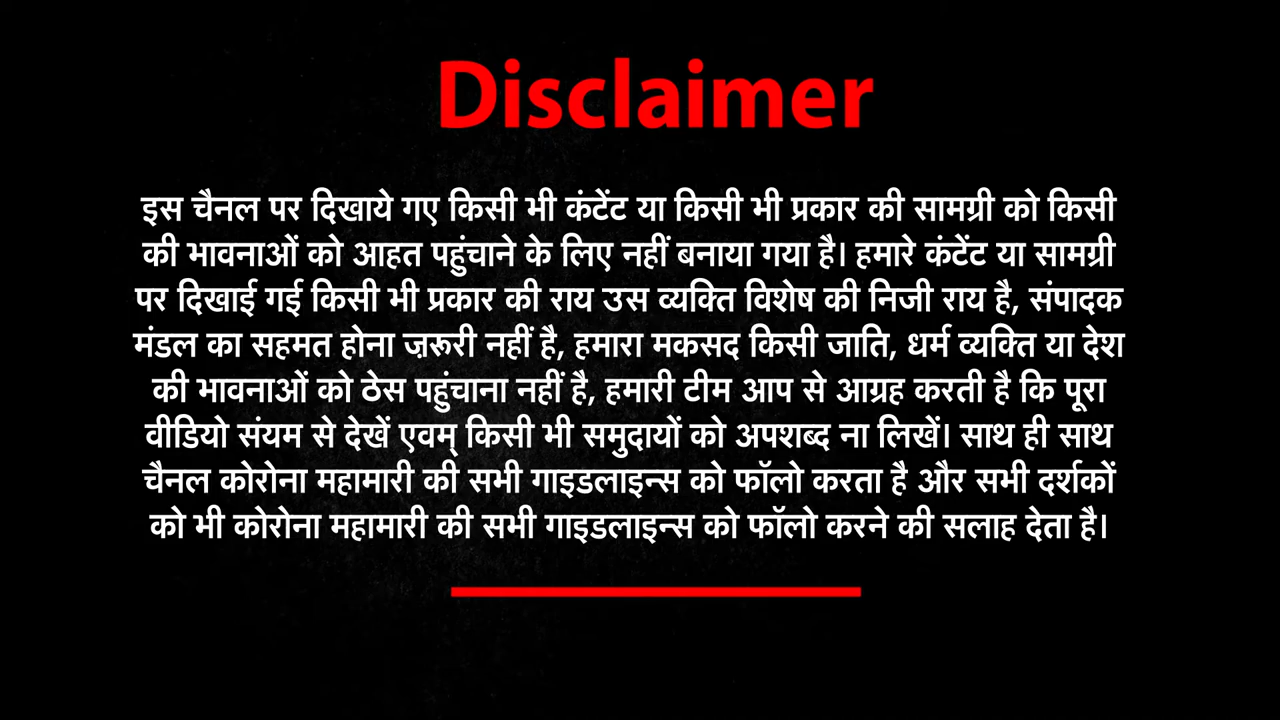 Disclaimer
इस चैनल पर दिखाये गए किसी भी कंटेंट या किसी भी प्रकार की सामग्री को किसी
की भावनाओं को आहत पहुंचाने के लिए नहीं बनाया गया है। हमारे कंटेंट या सामग्री
पर दिखाई गई किसी भी प्रकार की राय उस व्यक्ति विशेष की निजी राय है, संपादक
मंडल का सहमत होना ज़रूरी नहीं है, हमारा मकसद किसी जाति, धर्म व्यक्ति या देश
की भावनाओं को ठेस पहुंचाना नहीं है, हमारी टीम आप से आग्रह करती है कि पूरा
वीडियो संयम से देखें एवम् किसी भी समुदायों को अपशब्द ना लिखें। साथ ही साथ
चैनल कोरोना महामारी की सभी गाइडलाइन्स को फॉलो करता है और सभी दर्शकों
को भी कोरोना महामारी की सभी गाइडलाइन्स को फॉलो करने की सलाह देता है।